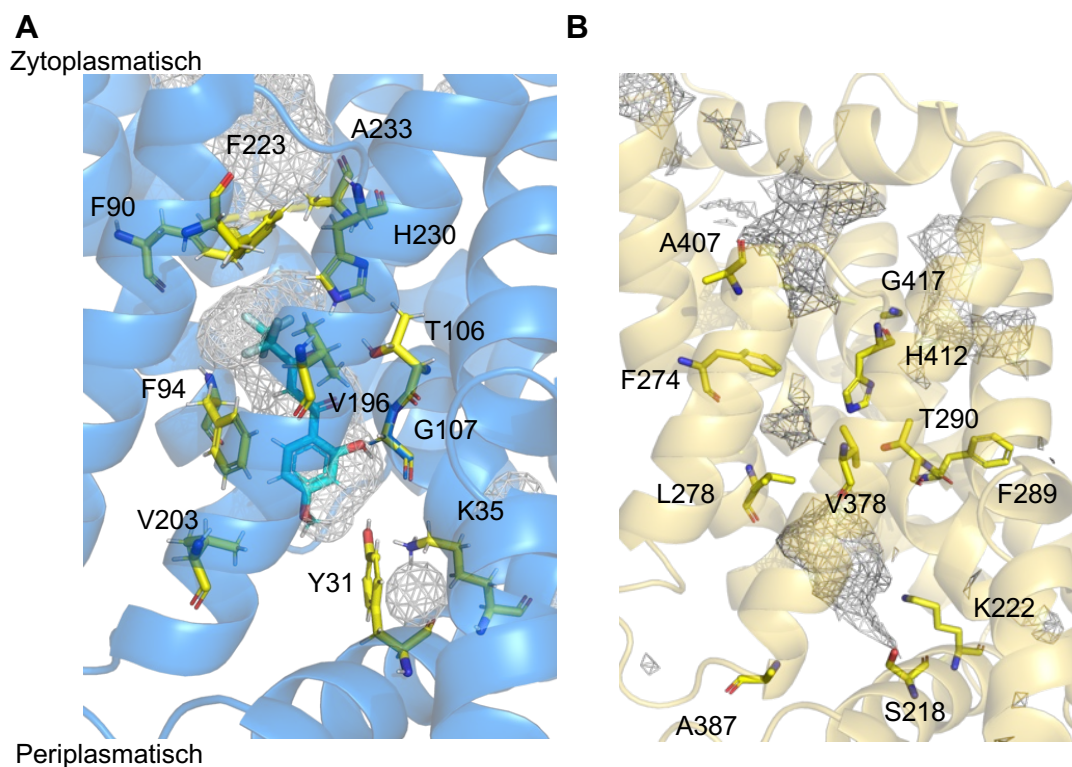 A
B
Zytoplasmatisch
A233
F223
F90
H230
T106
F94
V196
G107
K35
V203
Y31
A407
G417
H412
F274
T290
L278
V378
F289
K222
S218
A387
Periplasmatisch